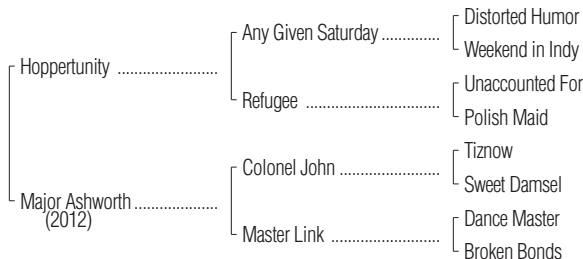 Distorted Humor
Any Given Saturday ..............
Weekend in Indy
Hoppertunity ........................
Unaccounted For
Refugee ................................
Polish Maid
Tiznow
Colonel John ........................
Sweet Damsel
Major Ashworth ....................
(2012)
Dance Master
Master Link ..........................
Broken Bonds